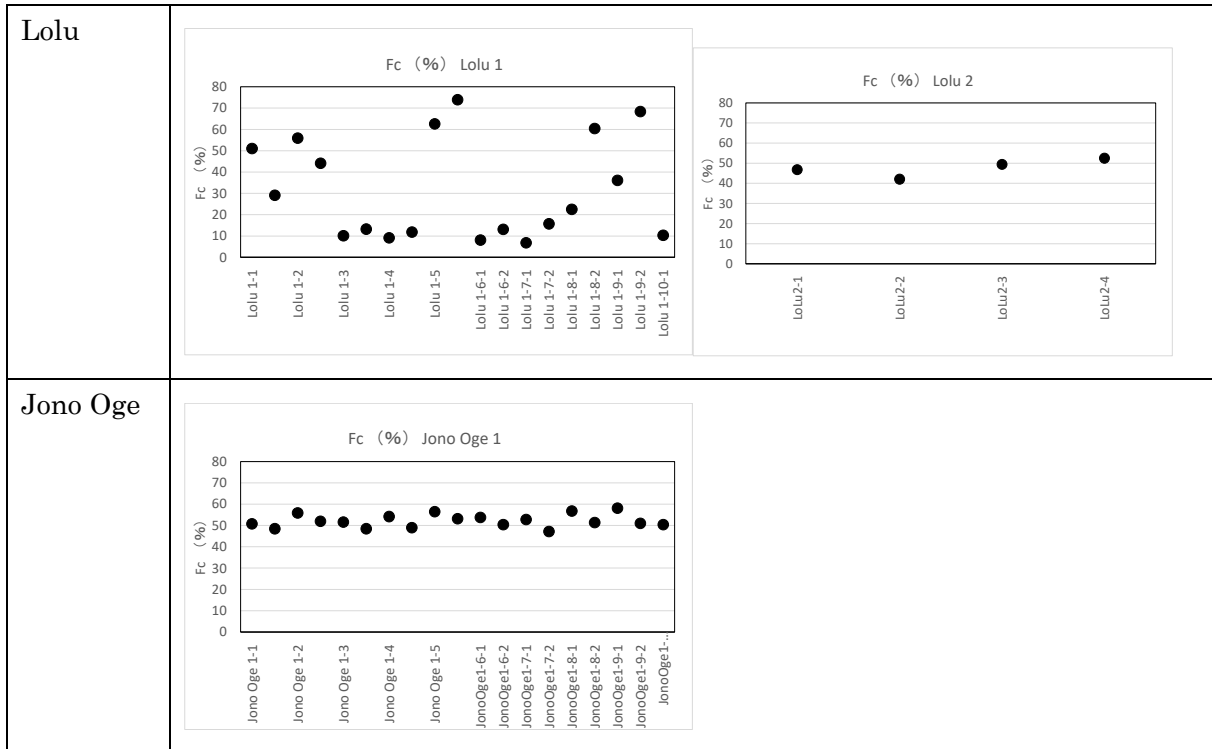 Lolu
Fc （%） Lolu 1
Fc （%）
80
70
60
50
40
30
20
10
0
Lolu 1-1
Lolu 1-2
Lolu 1-3
Lolu 1-4
Lolu 1-5
Lolu 1-6-1
Lolu 1-6-2
Lolu 1-7-1
Lolu 1-7-2
Lolu 1-8-1
Lolu 1-8-2
Lolu 1-9-1
Lolu 1-9-2
Lolu 1-10-1
Fc （%） Lolu 2
Fc （%）
80
70
60
50
40
30
20
10
0
LoLu2-1
LoLu2-2
LoLu2-3
LoLu2-4
Jono Oge
Fc （%） Jono Oge 1
Fc （%）
80
70
60
50
40
30
20
10
0
Jono Oge 1-1
Jono Oge 1-2
Jono Oge 1-3
Jono Oge 1-4
Jono Oge 1-5
JonoOge1-6-1
JonoOge1-6-2
JonoOge1-7-1
JonoOge1-7-2
JonoOge1-8-1
JonoOge1-8-2
JonoOge1-9-1
JonoOge1-9-2
JonoOge1-…